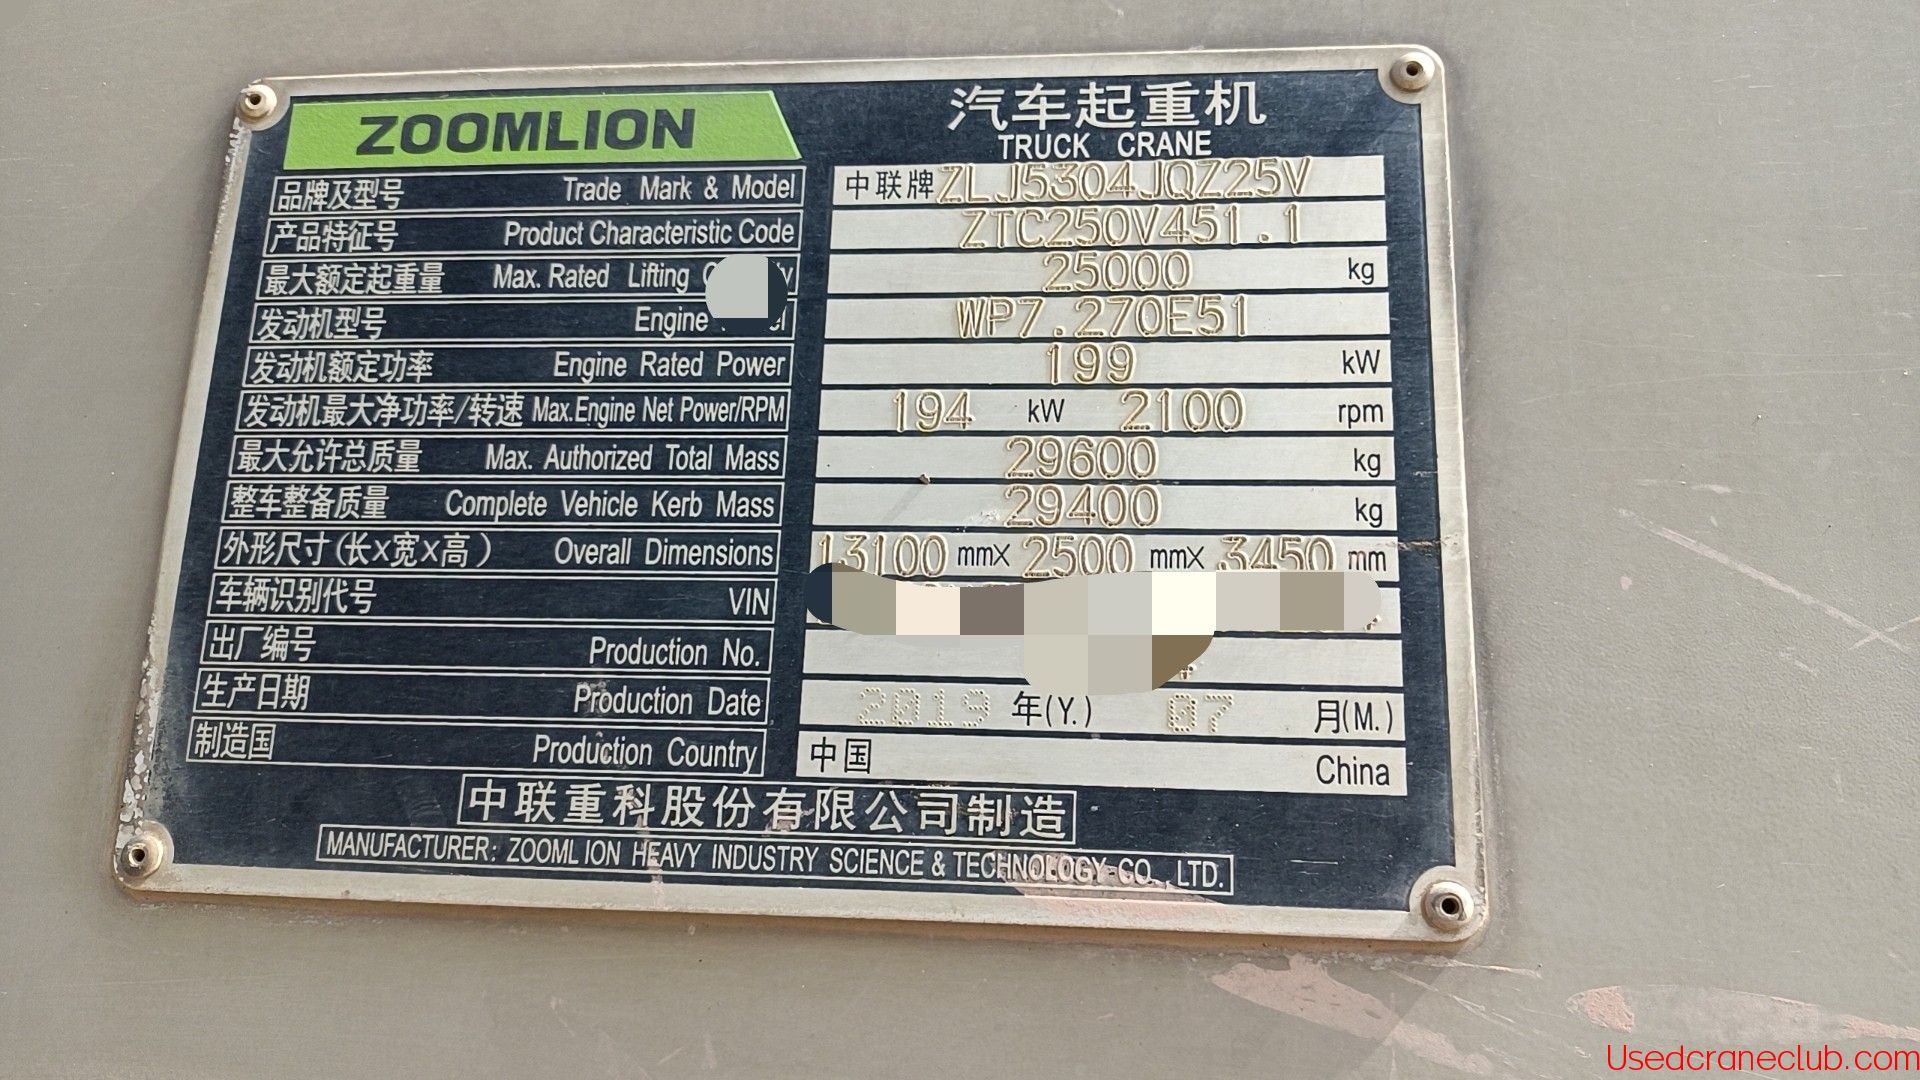 ZOOMLION
汽车起重机
TRUCK CRANE
品牌及型号 Trade Mark & Model 中联牌 ZLJ5304JQZ25V
产品特征号 Product Characteristic Code ZTC250V451.1
最大额定起重量 Max. Rated Lifting 25000 kg
发动机型号 Engine WP7.270E51
发动机额定功率 Engine Rated Power 199 kW
发动机最大净功率/转速 Max.Engine Net Power/RPM 194 kW 2100 rpm
最大允许总质量 Max. Authorized Total Mass 29600 kg
整车整备质量 Complete Vehicle Kerb Mass 29400 kg
外形尺寸(长X宽X高) Overall Dimensions 13100 mmX 2500 mmX 3450 mm
车辆识别代号 VIN
出厂编号 Production No.
生产日期 Production Date 2019 年(Y.) 07 月(M.)
制造国 Production Country 中国 China
中联重科股份有限公司制造
MANUFACTURER: ZOOMLION HEAVY INDUSTRY SCIENCE & TECHNOLOGY CO., LTD.
Usedcraneclub.com